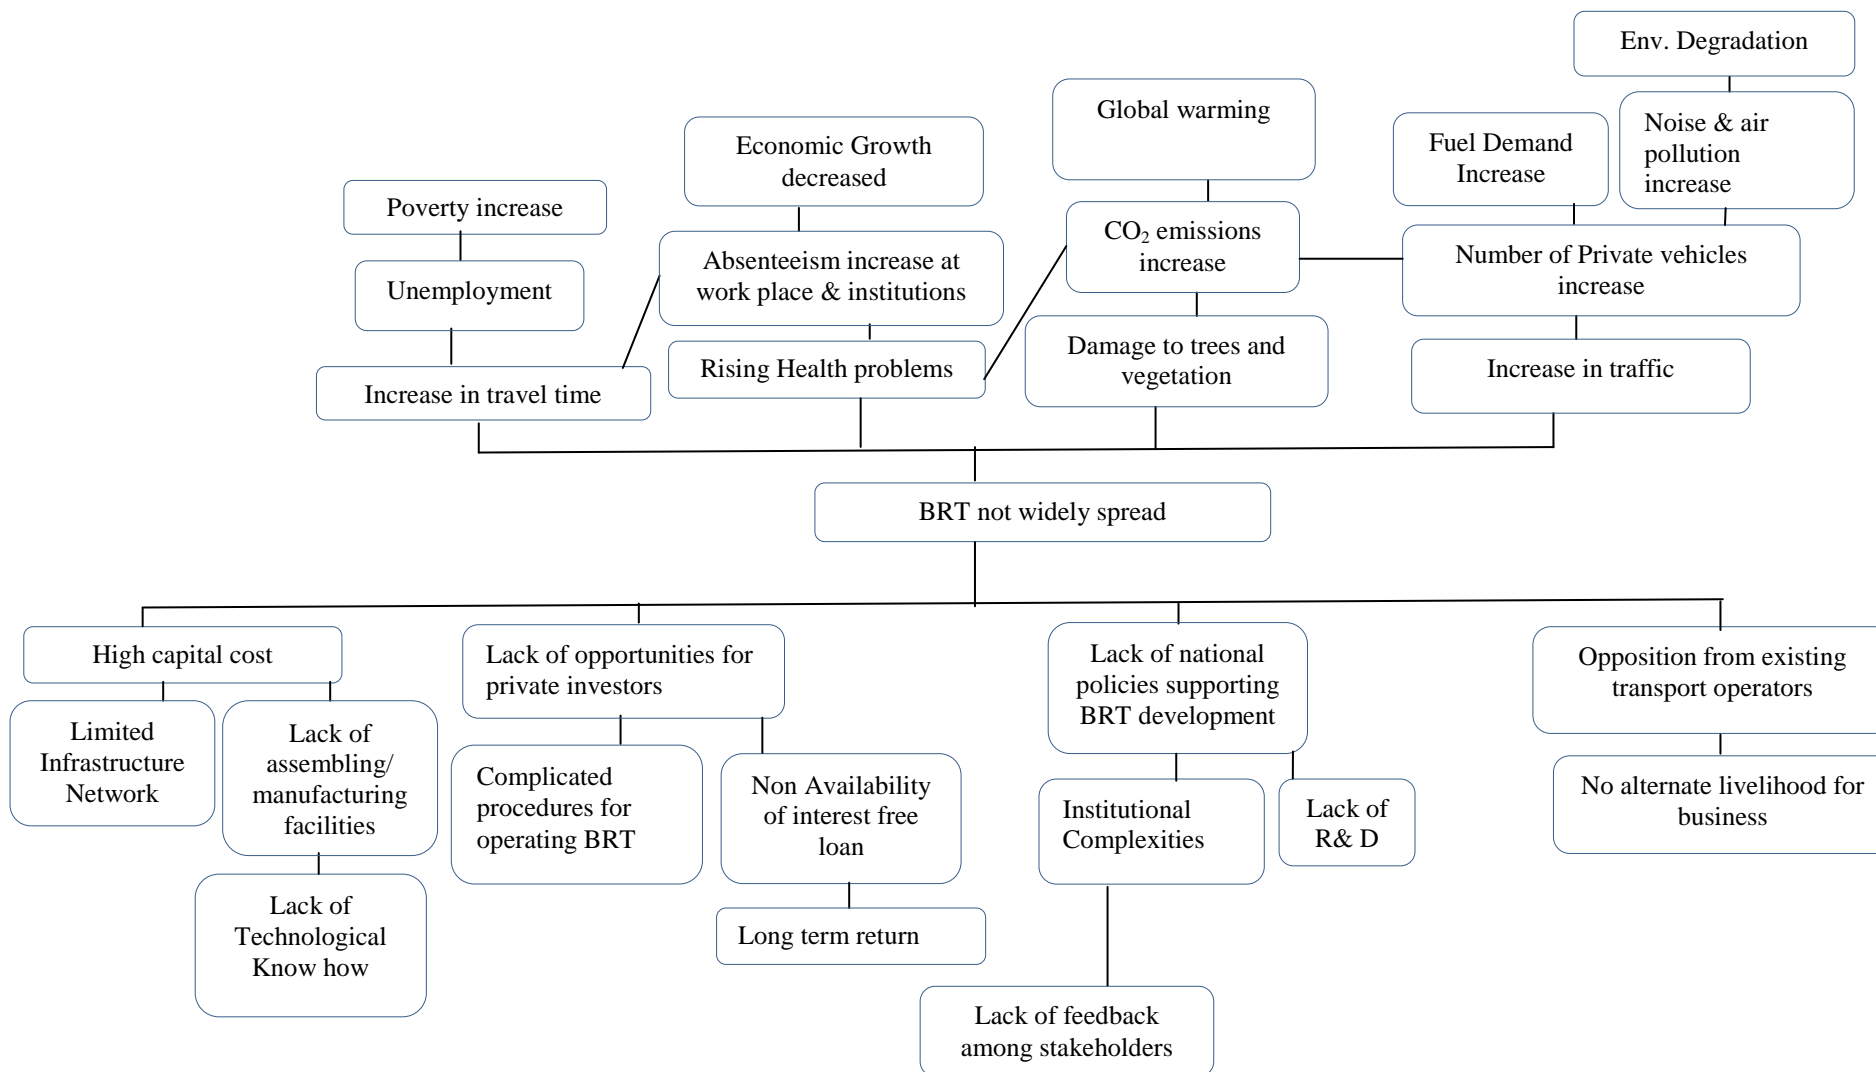 Env. Degradation
Global warming
Noise & air
pollution
increase
Fuel Demand
Increase
Economic Growth
decreased
Poverty increase
CO₂ emissions
increase
Number of Private vehicles
increase
Absenteeism increase at
work place & institutions
Unemployment
Damage to trees and
vegetation
Increase in traffic
Rising Health problems
Increase in travel time
BRT not widely spread
High capital cost
Lack of opportunities for
private investors
Lack of national
policies supporting
BRT development
Opposition from existing
transport operators
Limited
Infrastructure
Network
Lack of
assembling/
manufacturing
facilities
Complicated
procedures for
operating BRT
Non Availability
of interest free
loan
Institutional
Complexities
Lack of
R& D
No alternate livelihood for
business
Lack of
Technological
Know how
Long term return
Lack of feedback
among stakeholders